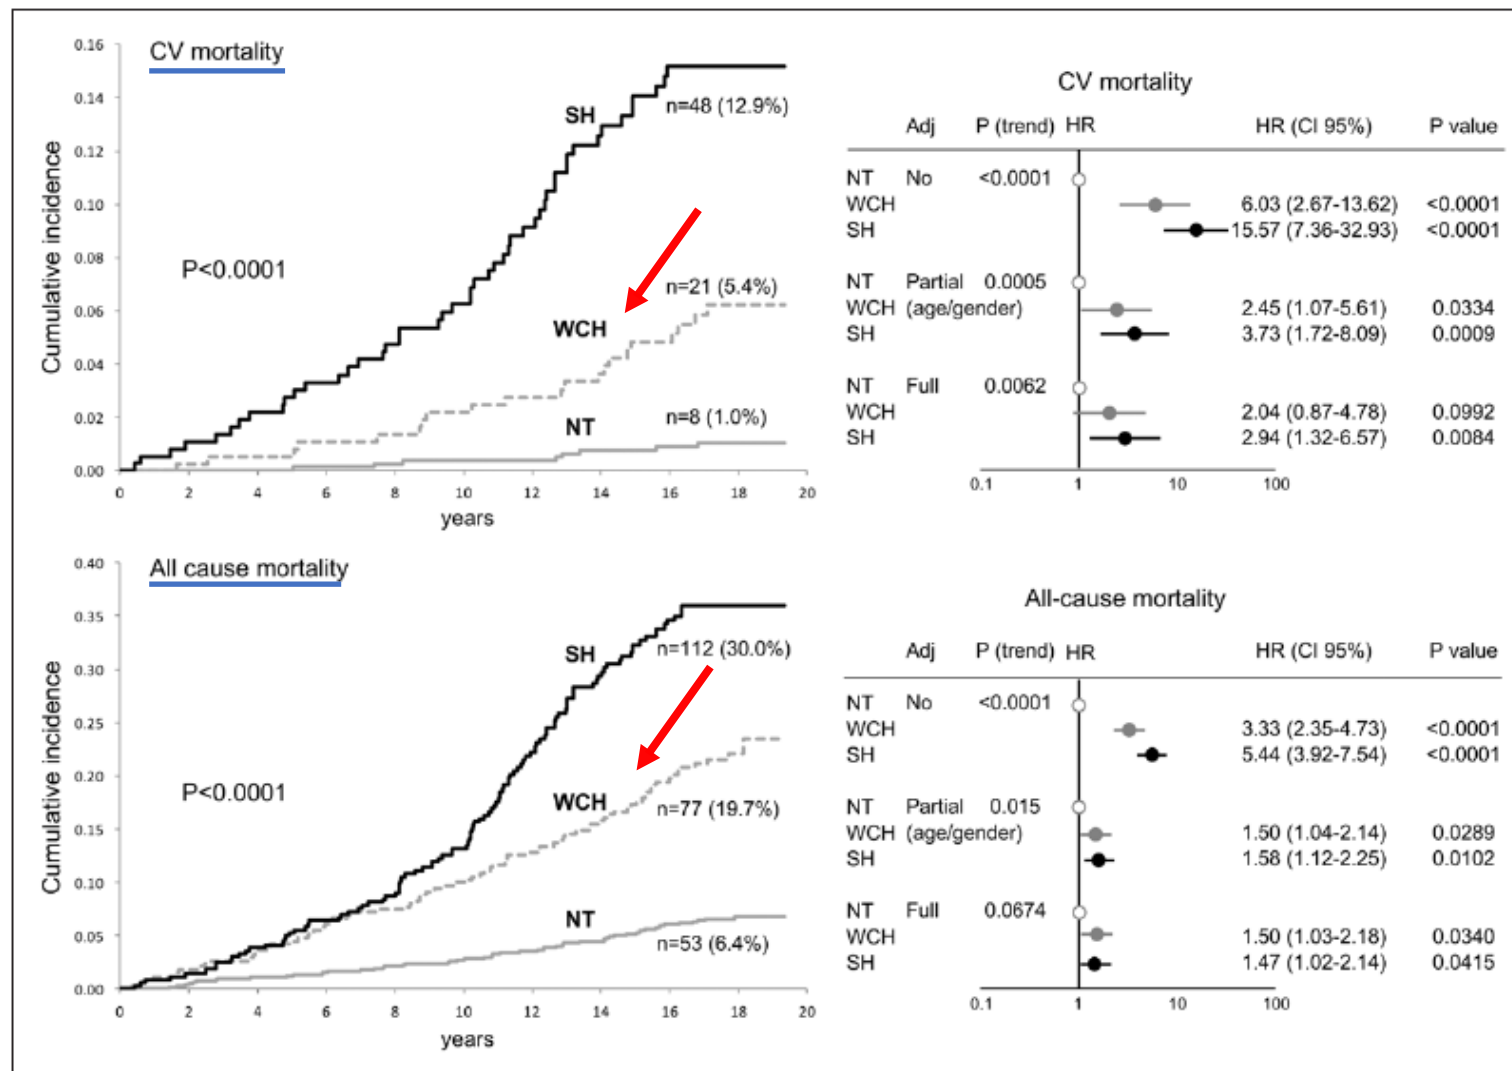 CV mortality
0.16
0.14
0.12
0.10
0.08
0.06
0.04
0.02
0.00
Cumulative incidence
SH
n=48 (12.9%)
P<0.0001
n=21 (5.4%)
WCH
n=8 (1.0%)
NT
0 2 4 6 8 10 12 14 16 18 20
years
CV mortality
Adj P (trend) HR HR (CI 95%) P value
NT No <0.0001
WCH 6.03 (2.67-13.62) <0.0001
SH 15.57 (7.36-32.93) <0.0001
NT Partial 0.0005
WCH (age/gender) 2.45 (1.07-5.61) 0.0334
SH 3.73 (1.72-8.09) 0.0009
NT Full 0.0062
WCH 2.04 (0.87-4.78) 0.0992
SH 2.94 (1.32-6.57) 0.0084
0.1 1 10 100
All cause mortality
0.40
0.35
0.30
0.25
0.20
0.15
0.10
0.05
0.00
Cumulative incidence
SH
n=112 (30.0%)
P<0.0001
WCH
n=77 (19.7%)
NT
n=53 (6.4%)
0 2 4 6 8 10 12 14 16 18 20
years
All-cause mortality
Adj P (trend) HR HR (CI 95%) P value
NT No <0.0001
WCH 3.33 (2.35-4.73) <0.0001
SH 5.44 (3.92-7.54) <0.0001
NT Partial 0.015
WCH (age/gender) 1.50 (1.04-2.14) 0.0289
SH 1.58 (1.12-2.25) 0.0102
NT Full 0.0674
WCH 1.50 (1.03-2.18) 0.0340
SH 1.47 (1.02-2.14) 0.0415
0.1 1 10 100